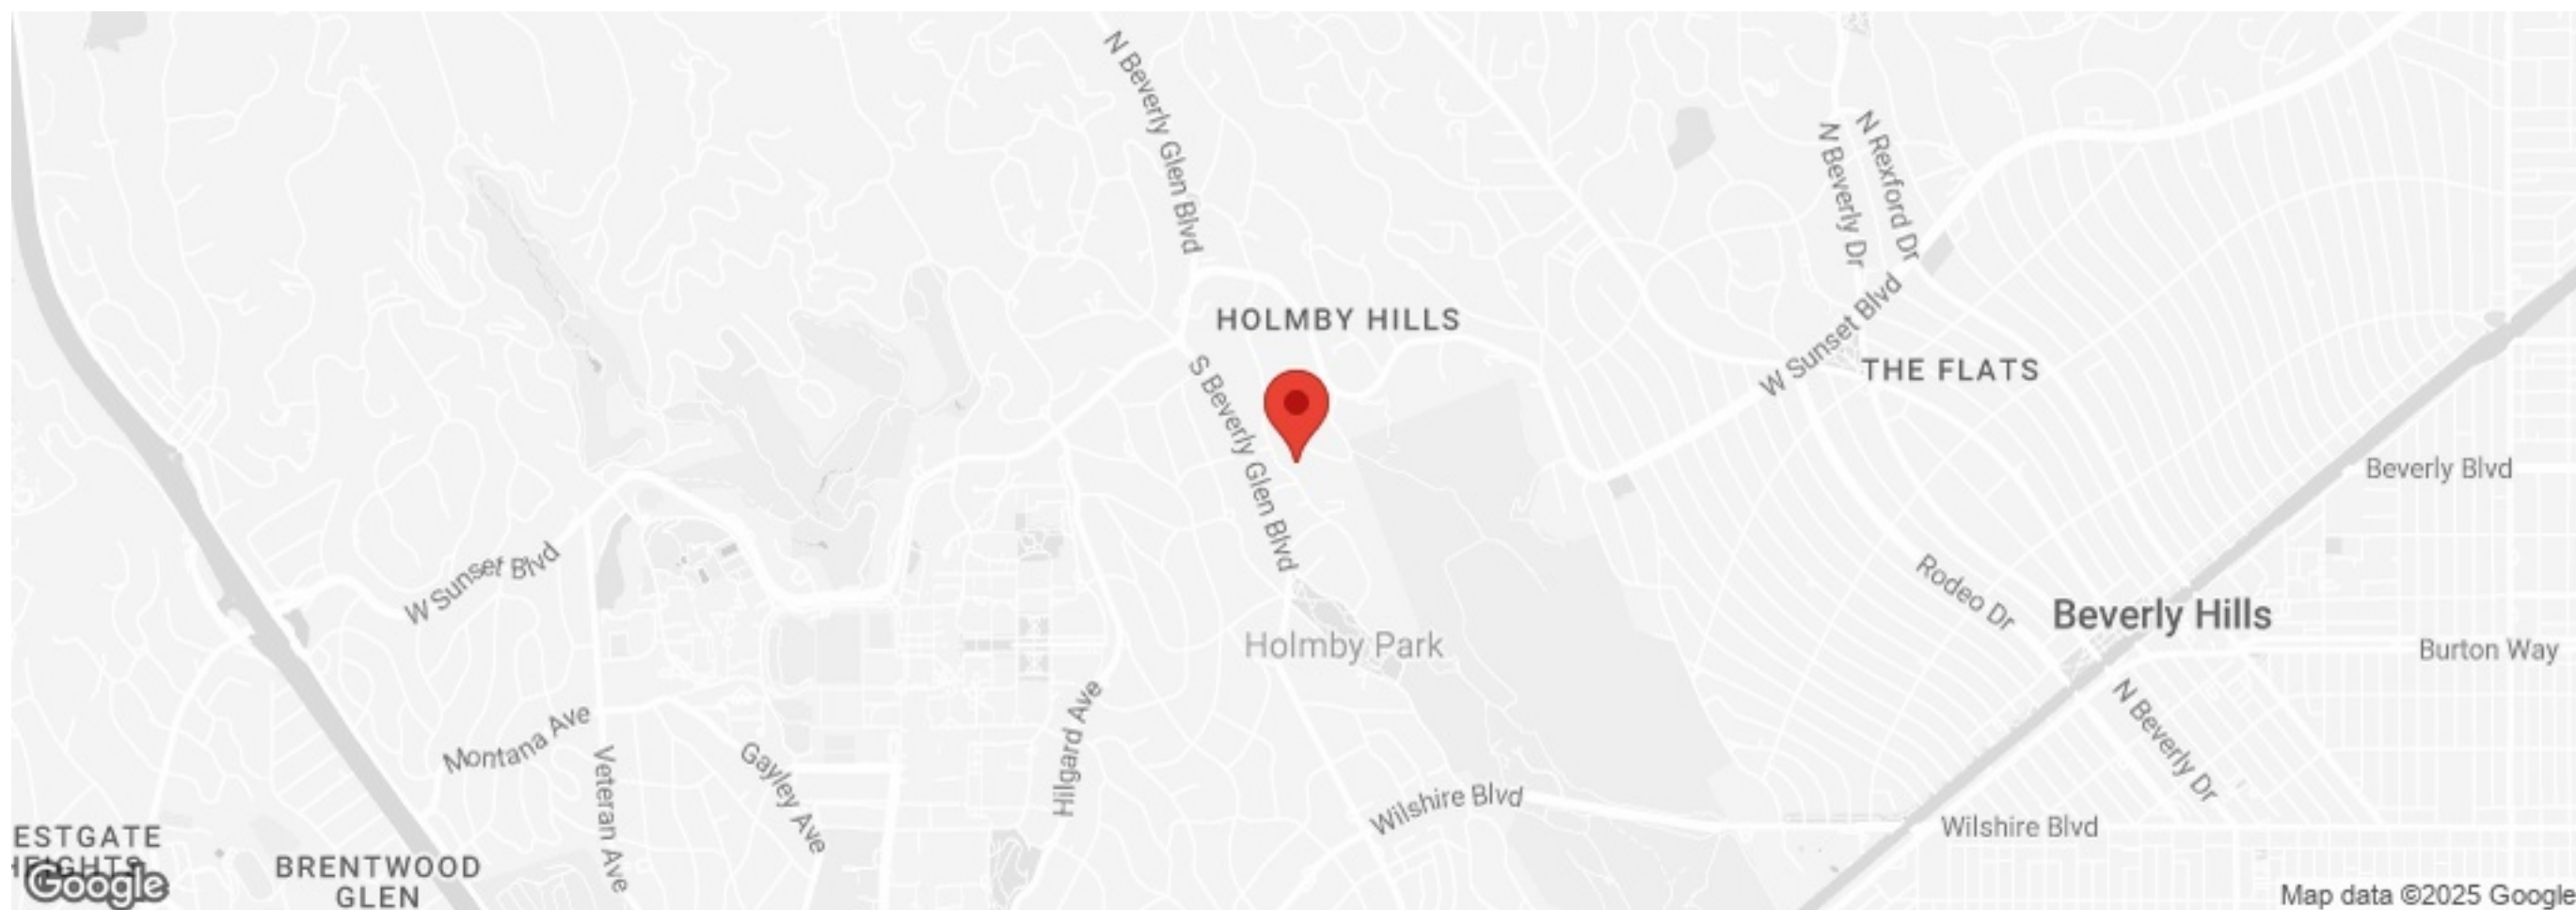 N Beverly Glen Blvd
N Beverly Dr
N Rexford Dr
HOLMBY HILLS
W Sunset Blvd
THE FLATS
S Beverly Glen Blvd
Beverly Blvd
W Sunset Blvd
Rodeo Dr
Beverly Hills
Holmby Park
Burton Way
Montana Ave
Hilgard Ave
N Beverly Dr
Veteran Ave
Gayley Ave
Wilshire Blvd
Wilshire Blvd
ESTGATE
HEIGHTS
BRENTWOOD
GLEN
Google
Map data ©2025 Google